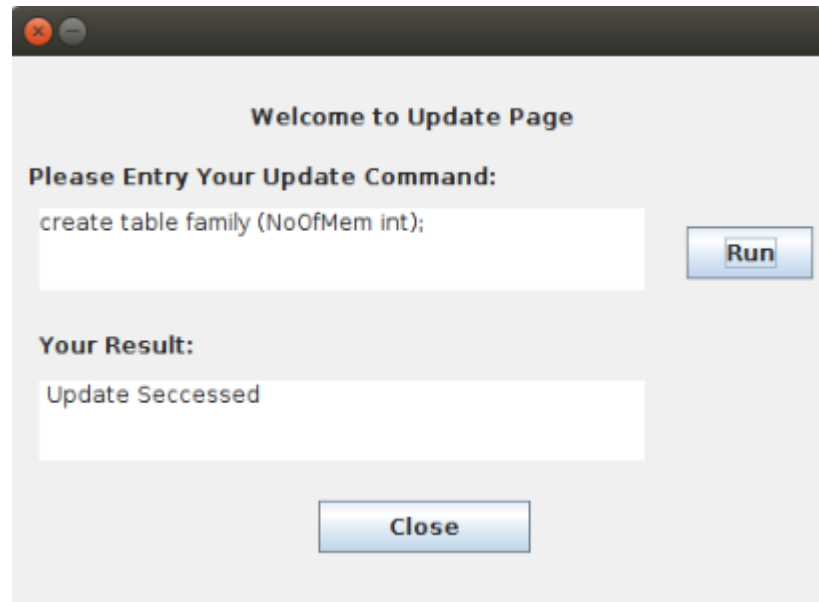 Welcome to Update Page
Please Entry Your Update Command:
create table family (NoOfMem int);
Run
Your Result:
Update Seccessed
Close